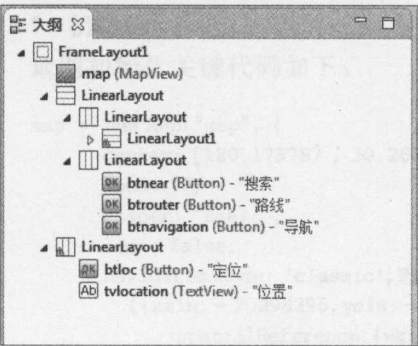 大纲
FrameLayout1
map (MapView)
LinearLayout
LinearLayout
LinearLayout1
LinearLayout
btnear (Button) - "搜索"
btrouter (Button) - "路线"
btnavigation (Button) - "导航"
LinearLayout
btloc (Button) - "定位"
tvlocation (TextView) - "位置"